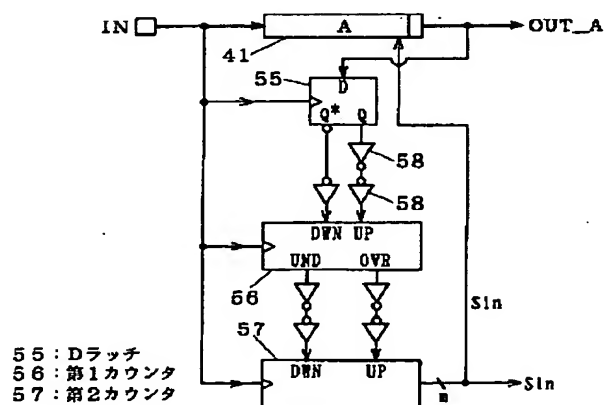 IN
A
OUT_A
41
55
D
Q* Q
58
58
DWN UP
UND OVR
56
Sin
57
DWN UP
m
Sin
55:Dラッチ
56:第1カウンタ
57:第2カウンタ